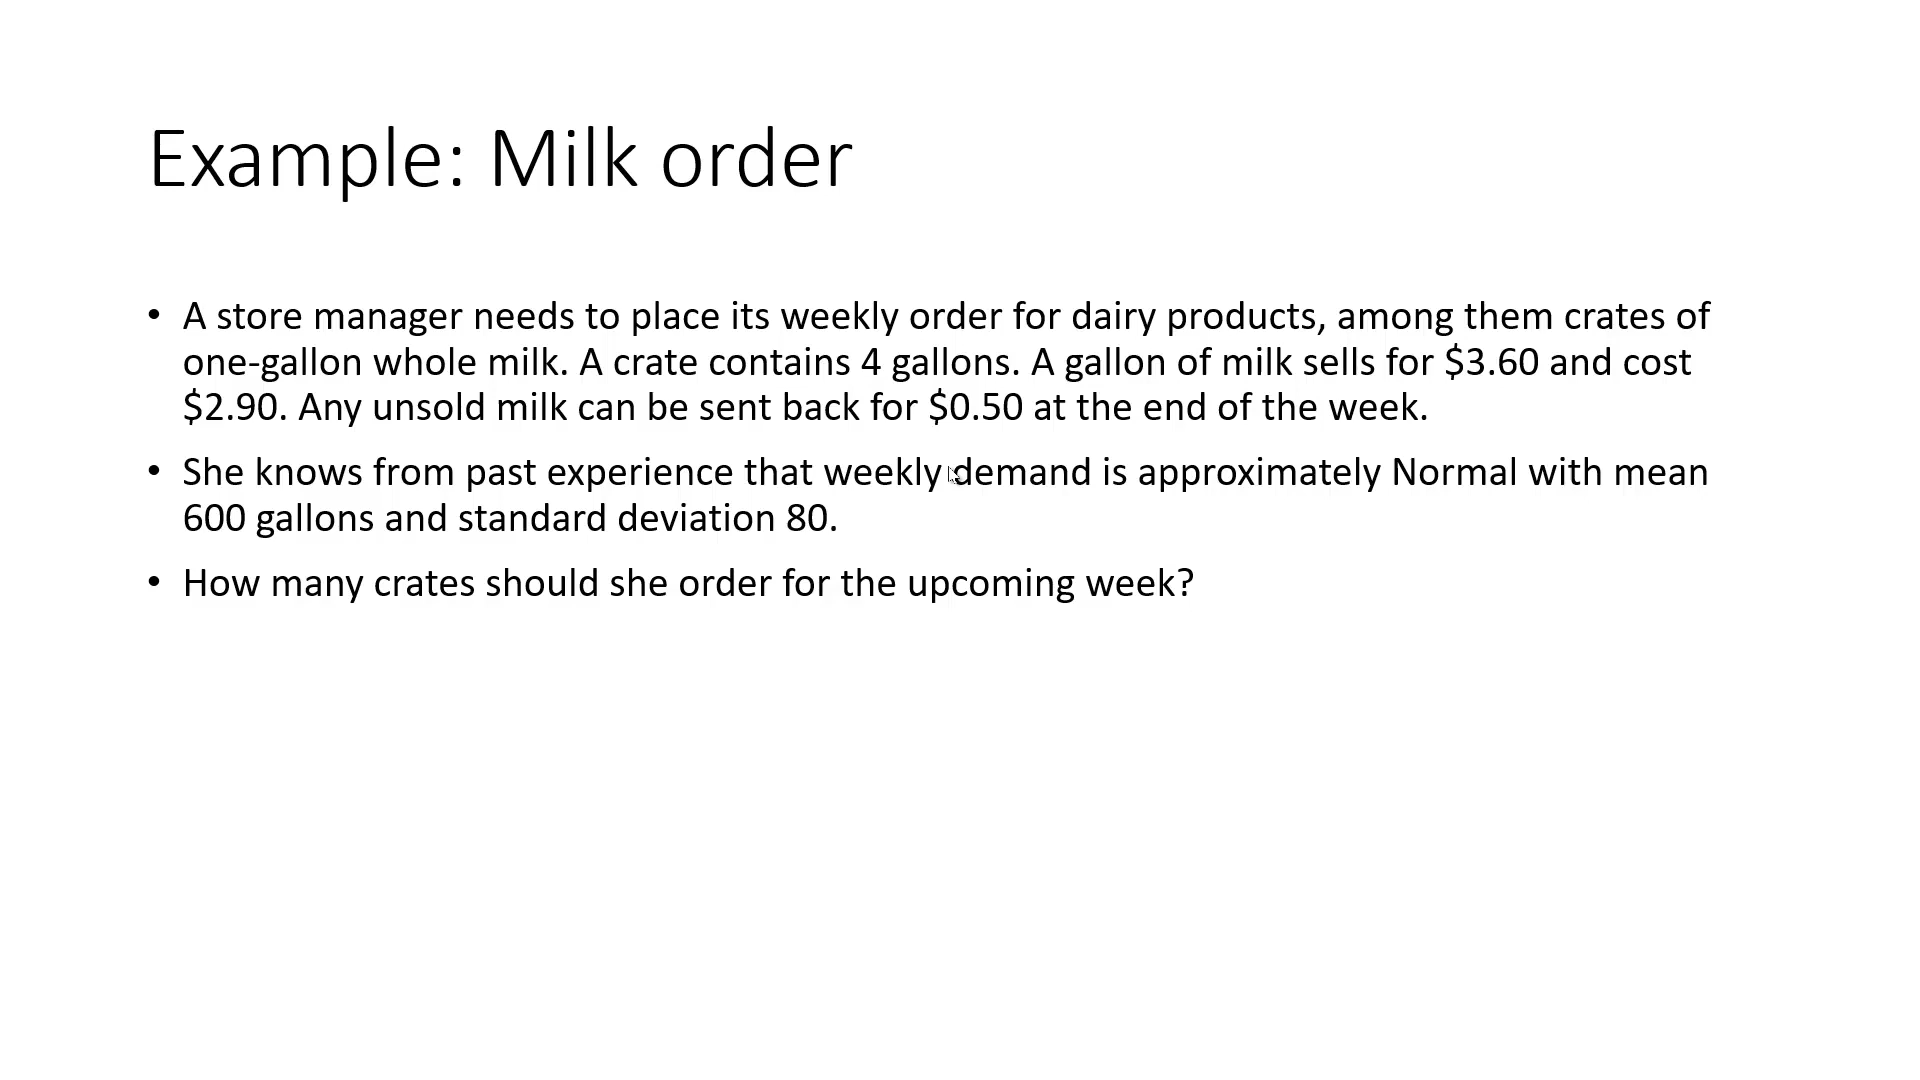 Example: Milk order
• A store manager needs to place its weekly order for dairy products, among them crates of
one-gallon whole milk. A crate contains 4 gallons. A gallon of milk sells for $3.60 and cost
$2.90. Any unsold milk can be sent back for $0.50 at the end of the week.
• She knows from past experience that weekly demand is approximately Normal with mean
600 gallons and standard deviation 80.
• How many crates should she order for the upcoming week?